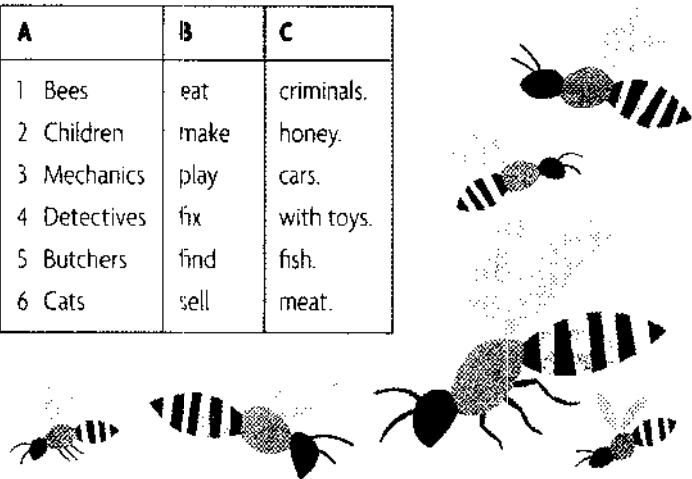 A B C
1 Bees eat criminals.
2 Children make honey.
3 Mechanics play cars.
4 Detectives fix with toys.
5 Butchers find fish.
6 Cats sell meat.